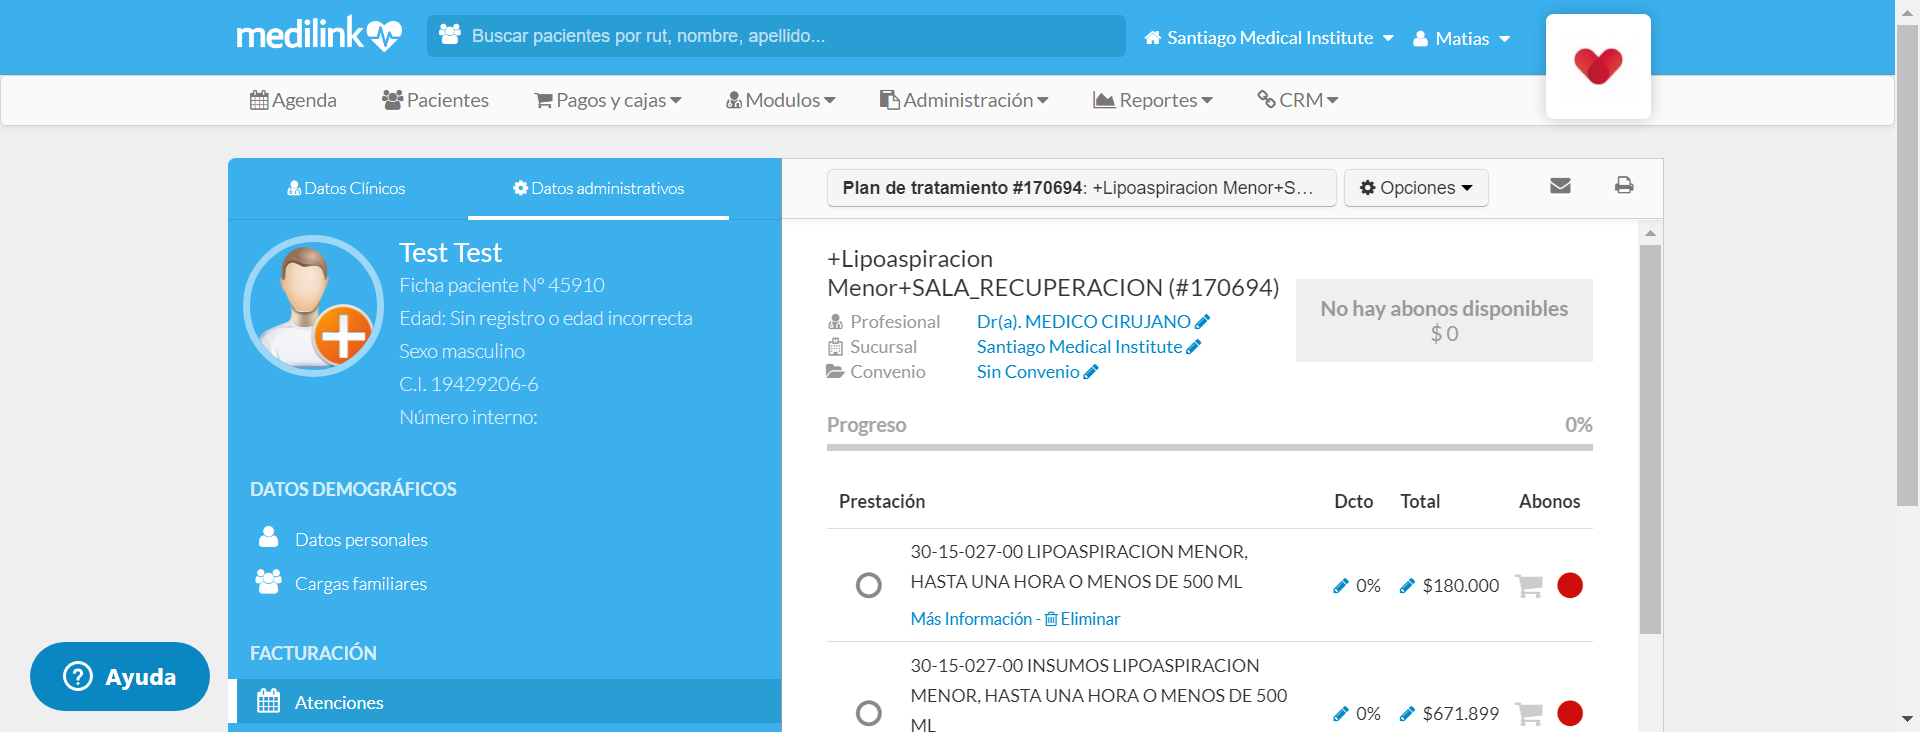 medilink
Buscar pacientes por rut, nombre, apellido...
Santiago Medical Institute
Matias
Agenda
Pacientes
Pagos y cajas
Modulos
Administración
Reportes
CRM
Datos Clínicos
Datos administrativos
Test Test
Ficha paciente N° 45910
Edad: Sin registro o edad incorrecta
Sexo masculino
C.I. 19429206-6
Número interno:
DATOS DEMOGRÁFICOS
Datos personales
Cargas familiares
FACTURACIÓN
Atenciones
Ayuda
Plan de tratamiento #170694: +Lipoaspiracion Menor+S...
Opciones
+Lipoaspiracion
Menor+SALA_RECUPERACION (#170694)
Profesional Dr(a). MEDICO CIRUJANO
Sucursal Santiago Medical Institute
Convenio Sin Convenio
No hay abonos disponibles
$ 0
Progreso 0%
Prestación Dcto Total Abonos
30-15-027-00 LIPOASPIRACION MENOR,
HASTA UNA HORA O MENOS DE 500 ML
0% $180.000
Más Información - Eliminar
30-15-027-00 INSUMOS LIPOASPIRACION
MENOR, HASTA UNA HORA O MENOS DE 500
ML
0% $671.899